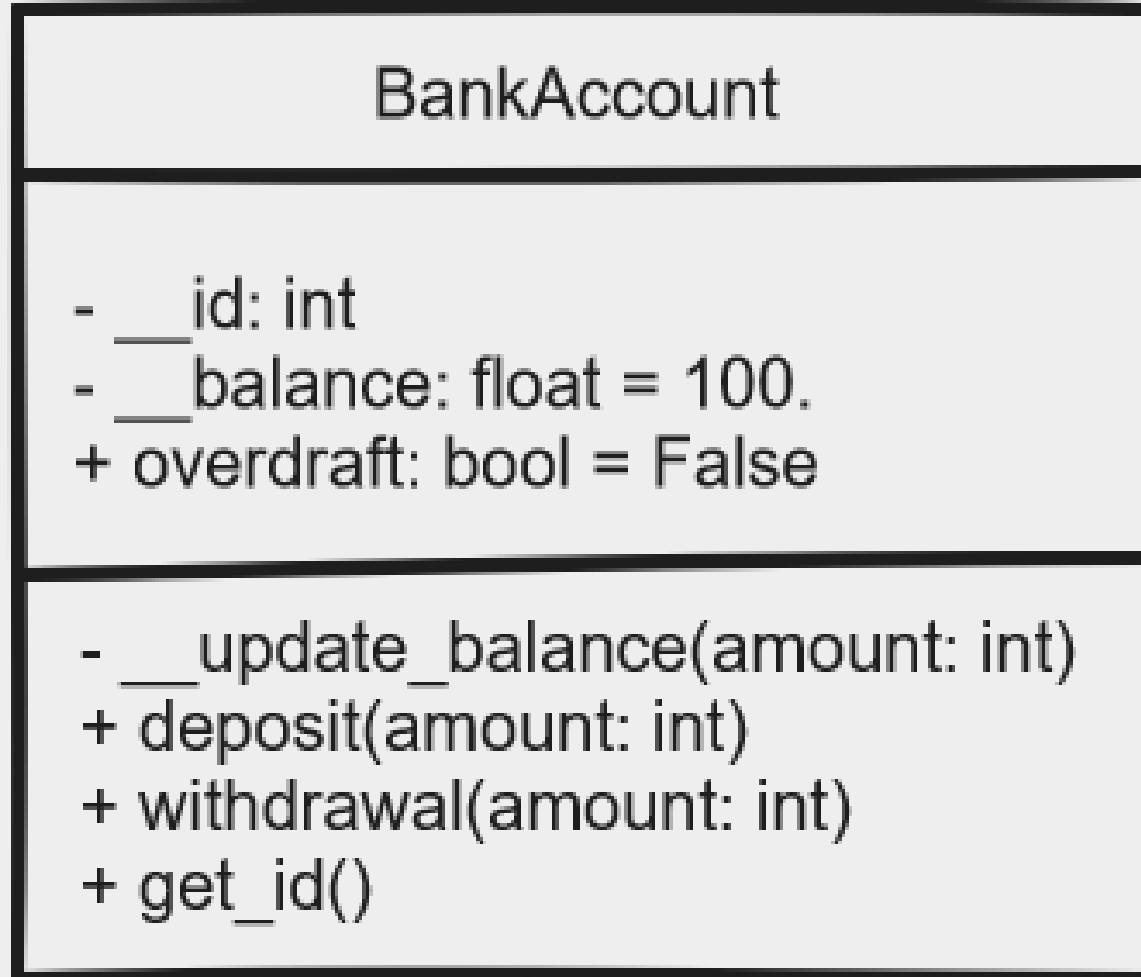 BankAccount
- __id: int
- __balance: float = 100.
+ overdraft: bool = False
- __update_balance(amount: int)
+ deposit(amount: int)
+ withdrawal(amount: int)
+ get_id()